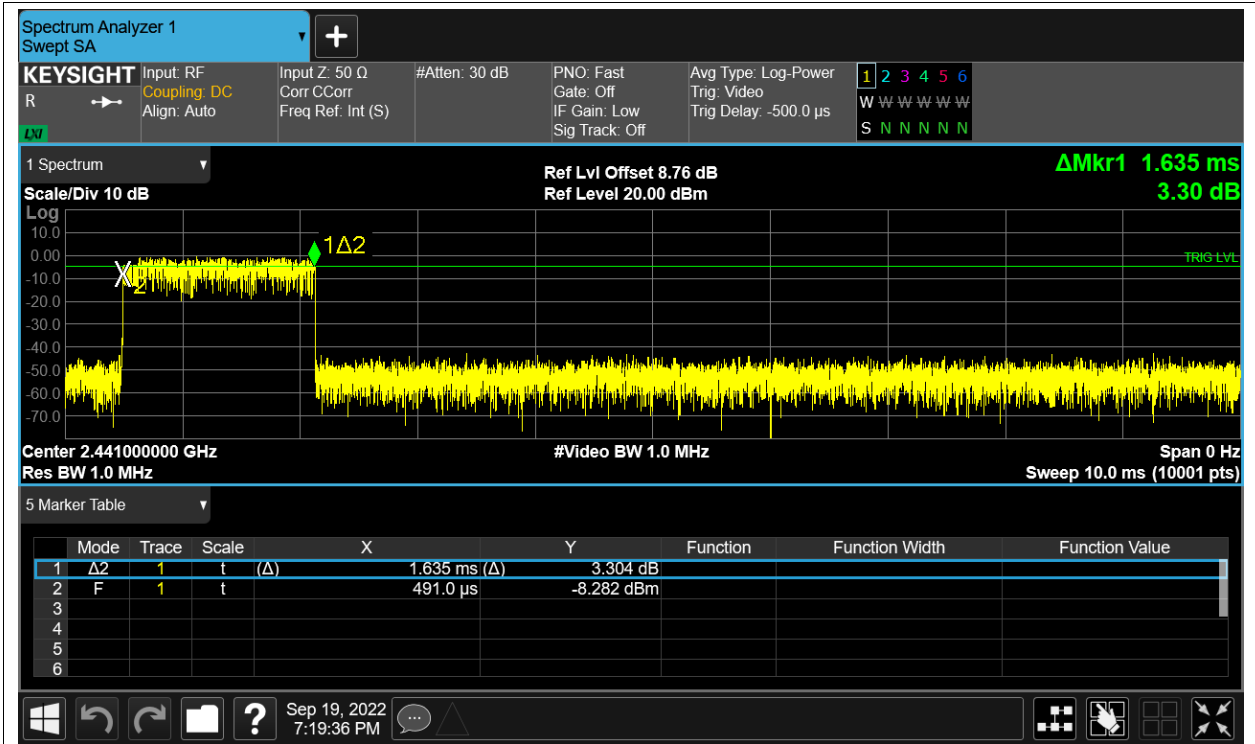 Spectrum Analyzer 1
Swept SA
KEYSIGHT
R
LXI
Input: RF
Coupling: DC
Align: Auto
Input Z: 50 Ω
Corr CCorr
Freq Ref: Int (S)
#Atten: 30 dB
PNO: Fast
Gate: Off
IF Gain: Low
Sig Track: Off
Avg Type: Log-Power
Trig: Video
Trig Delay: -500.0 µs
1 2 3 4 5 6
W W W W W W
S N N N N N
1 Spectrum
Scale/Div 10 dB
Ref Lvl Offset 8.76 dB
Ref Level 20.00 dBm
ΔMkr1 1.635 ms
3.30 dB
Log
10.0
0.00
-10.0
-20.0
-30.0
-40.0
-50.0
-60.0
-70.0
1Δ2
X
2
TRIG LVL
Center 2.441000000 GHz
#Video BW 1.0 MHz
Span 0 Hz
Res BW 1.0 MHz
Sweep 10.0 ms (10001 pts)
5 Marker Table
Mode Trace Scale X Y Function Function Width Function Value
1 Δ2 1 t (Δ) 1.635 ms (Δ) 3.304 dB
2 F 1 t 491.0 µs -8.282 dBm
3
4
5
6
?
Sep 19, 2022
7:19:36 PM